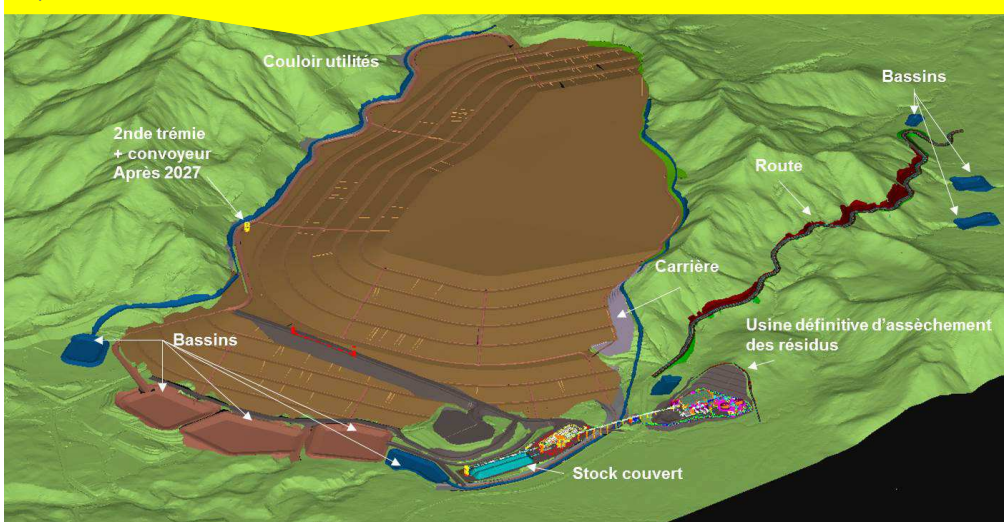 Couloir utilités
Bassins
2nde trémie
+ convoyeur
Après 2027
Route
Carrière
Usine définitive d’assèchement
des résidus
Bassins
Stock couvert